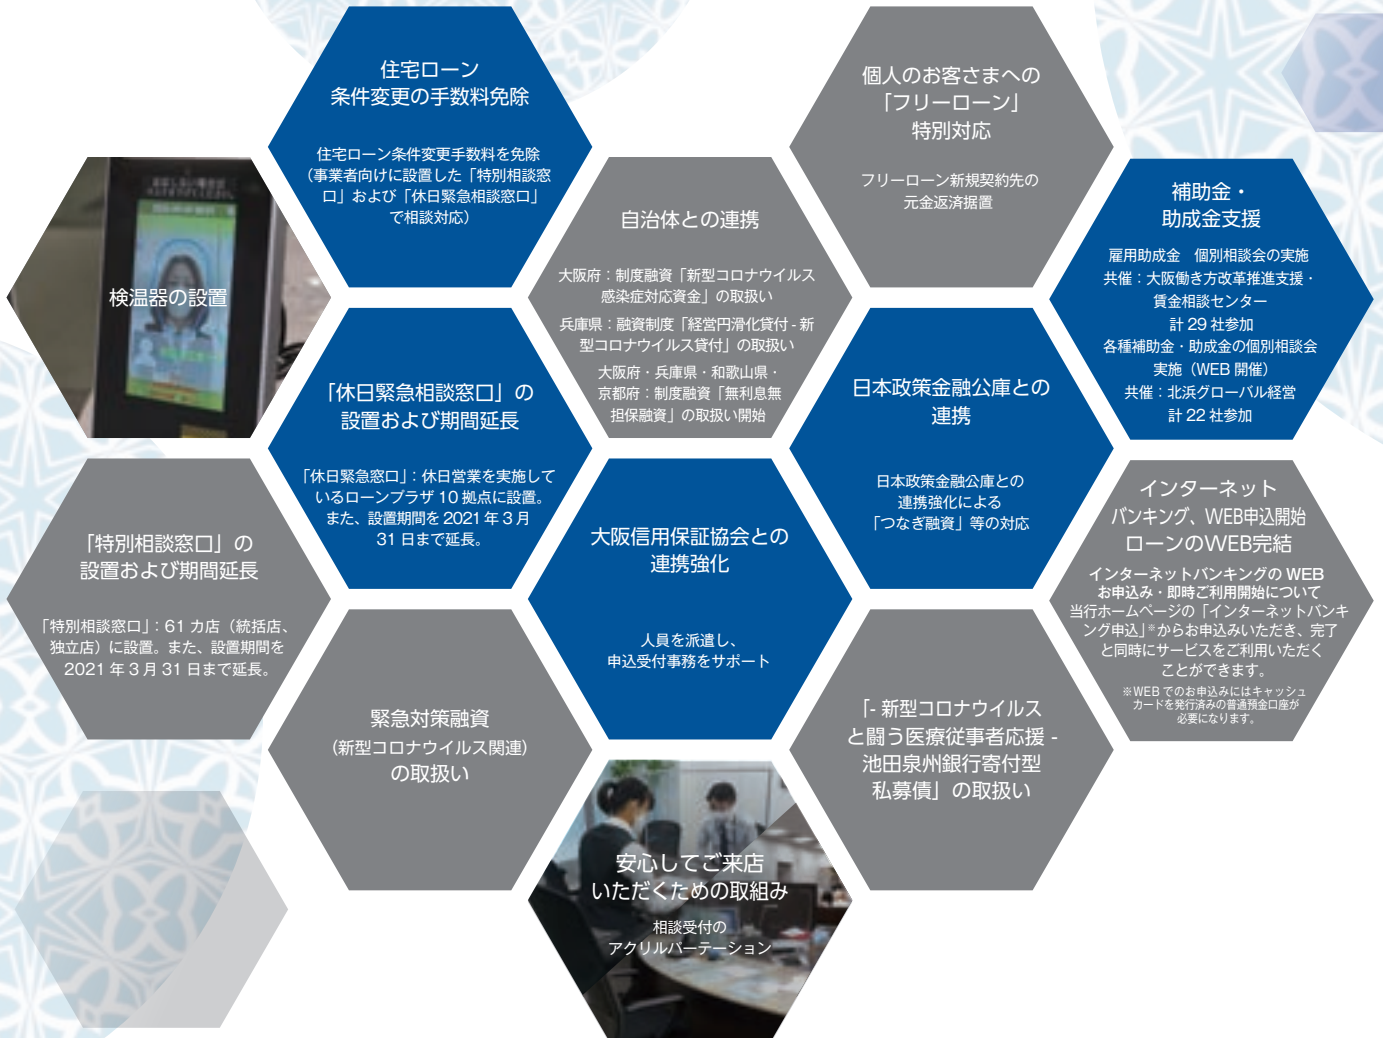 住宅ローン
条件変更の手数料免除
住宅ローン条件変更手数料を免除
（事業者向けに設置した「特別相談窓
口」および「休日緊急相談窓口」
で相談対応）
個人のお客さまへの
「フリーローン」
特別対応
フリーローン新規契約先の
元金返済据置
検温器の設置
自治体との連携
大阪府：制度融資「新型コロナウイルス
感染症対応資金」の取扱い
兵庫県：融資制度「経営円滑化貸付 - 新
型コロナウイルス貸付」の取扱い
大阪府・兵庫県・和歌山県・
京都府：制度融資「無利息無
担保融資」の取扱い開始
補助金・
助成金支援
雇用助成金　個別相談会の実施
共催：大阪働き方改革推進支援・
賃金相談センター
計 29 社参加
各種補助金・助成金の個別相談会
実施（WEB 開催）
共催：北浜グローバル経営
計 22 社参加
「休日緊急相談窓口」の
設置および期間延長
「休日緊急窓口」：休日営業を実施して
いるローンプラザ 10 拠点に設置。
また、設置期間を 2021 年 3 月
31 日まで延長。
日本政策金融公庫との
連携
日本政策金融公庫との
連携強化による
「つなぎ融資」等の対応
「特別相談窓口」の
設置および期間延長
「特別相談窓口」：61 カ店（統括店、
独立店）に設置。また、設置期間を
2021 年 3 月 31 日まで延長。
大阪信用保証協会との
連携強化
人員を派遣し、
申込受付事務をサポート
インターネット
バンキング、WEB申込開始
ローンのWEB完結
インターネットバンキングの WEB
お申込み・即時ご利用開始について
当行ホームページの「インターネットバンキ
ング申込」※からお申込みいただき、完了
と同時にサービスをご利用いただく
ことができます。
※WEB でのお申込みにはキャッシュ
カードを発行済みの普通預金口座が
必要になります。
緊急対策融資
（新型コロナウイルス関連）
の取扱い
「- 新型コロナウイルス
と闘う医療従事者応援 -
池田泉州銀行寄付型
私募債」の取扱い
安心してご来店
いただくための取組み
相談受付の
アクリルパーテーション